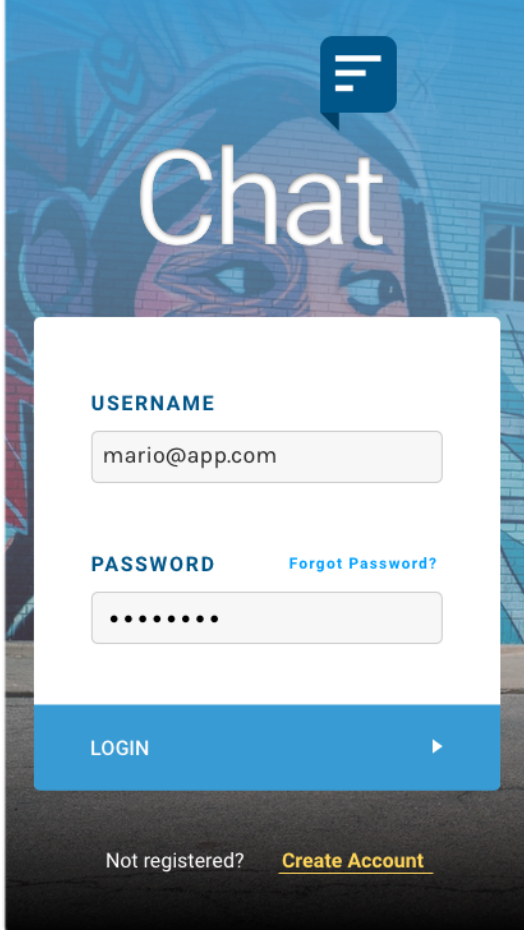 Chat
USERNAME
mario@app.com
PASSWORD Forgot Password?
••••••••
LOGIN
Not registered? Create Account